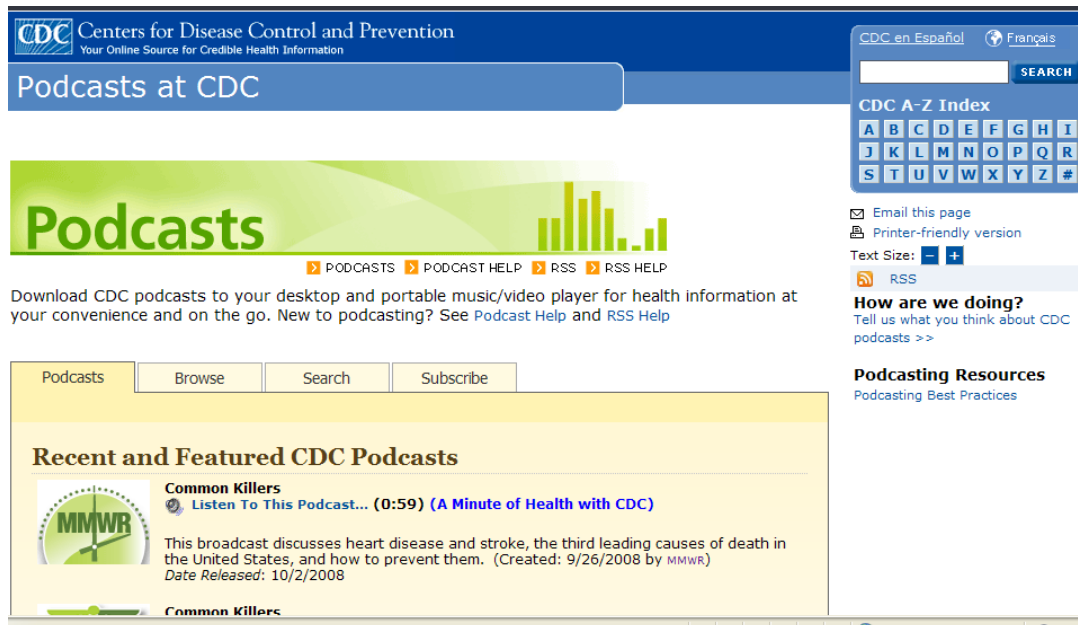 CDC Centers for Disease Control and Prevention
Your Online Source for Credible Health Information
Podcasts at CDC
CDC en Español Français
SEARCH
CDC A-Z Index
A B C D E F G H I
J K L M N O P Q R
S T U V W X Y Z #
Email this page
Printer-friendly version
Text Size: - +
RSS
How are we doing?
Tell us what you think about CDC
podcasts >>
Podcasting Resources
Podcasting Best Practices
Podcasts
PODCASTS PODCAST HELP RSS RSS HELP
Download CDC podcasts to your desktop and portable music/video player for health information at
your convenience and on the go. New to podcasting? See Podcast Help and RSS Help
Podcasts Browse Search Subscribe
Recent and Featured CDC Podcasts
MMWR
Common Killers
Listen To This Podcast... (0:59) (A Minute of Health with CDC)
This broadcast discusses heart disease and stroke, the third leading causes of death in
the United States, and how to prevent them. (Created: 9/26/2008 by MMWR)
Date Released: 10/2/2008
Common Killers